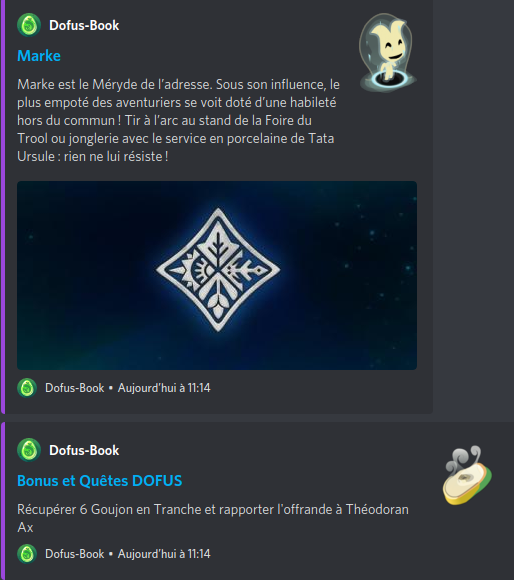 Dofus-Book
Marke
Marke est le Méryde de l’adresse. Sous son influence, le
plus empoté des aventuriers se voit doté d’une habileté
hors du commun ! Tir à l’arc au stand de la Foire du
Trool ou jonglerie avec le service en porcelaine de Tata
Ursule : rien ne lui résiste !
Dofus-Book • Aujourd’hui à 11:14
Dofus-Book
Bonus et Quêtes DOFUS
Récupérer 6 Goujon en Tranche et rapporter l'offrande à Théodoran
Ax
Dofus-Book • Aujourd’hui à 11:14